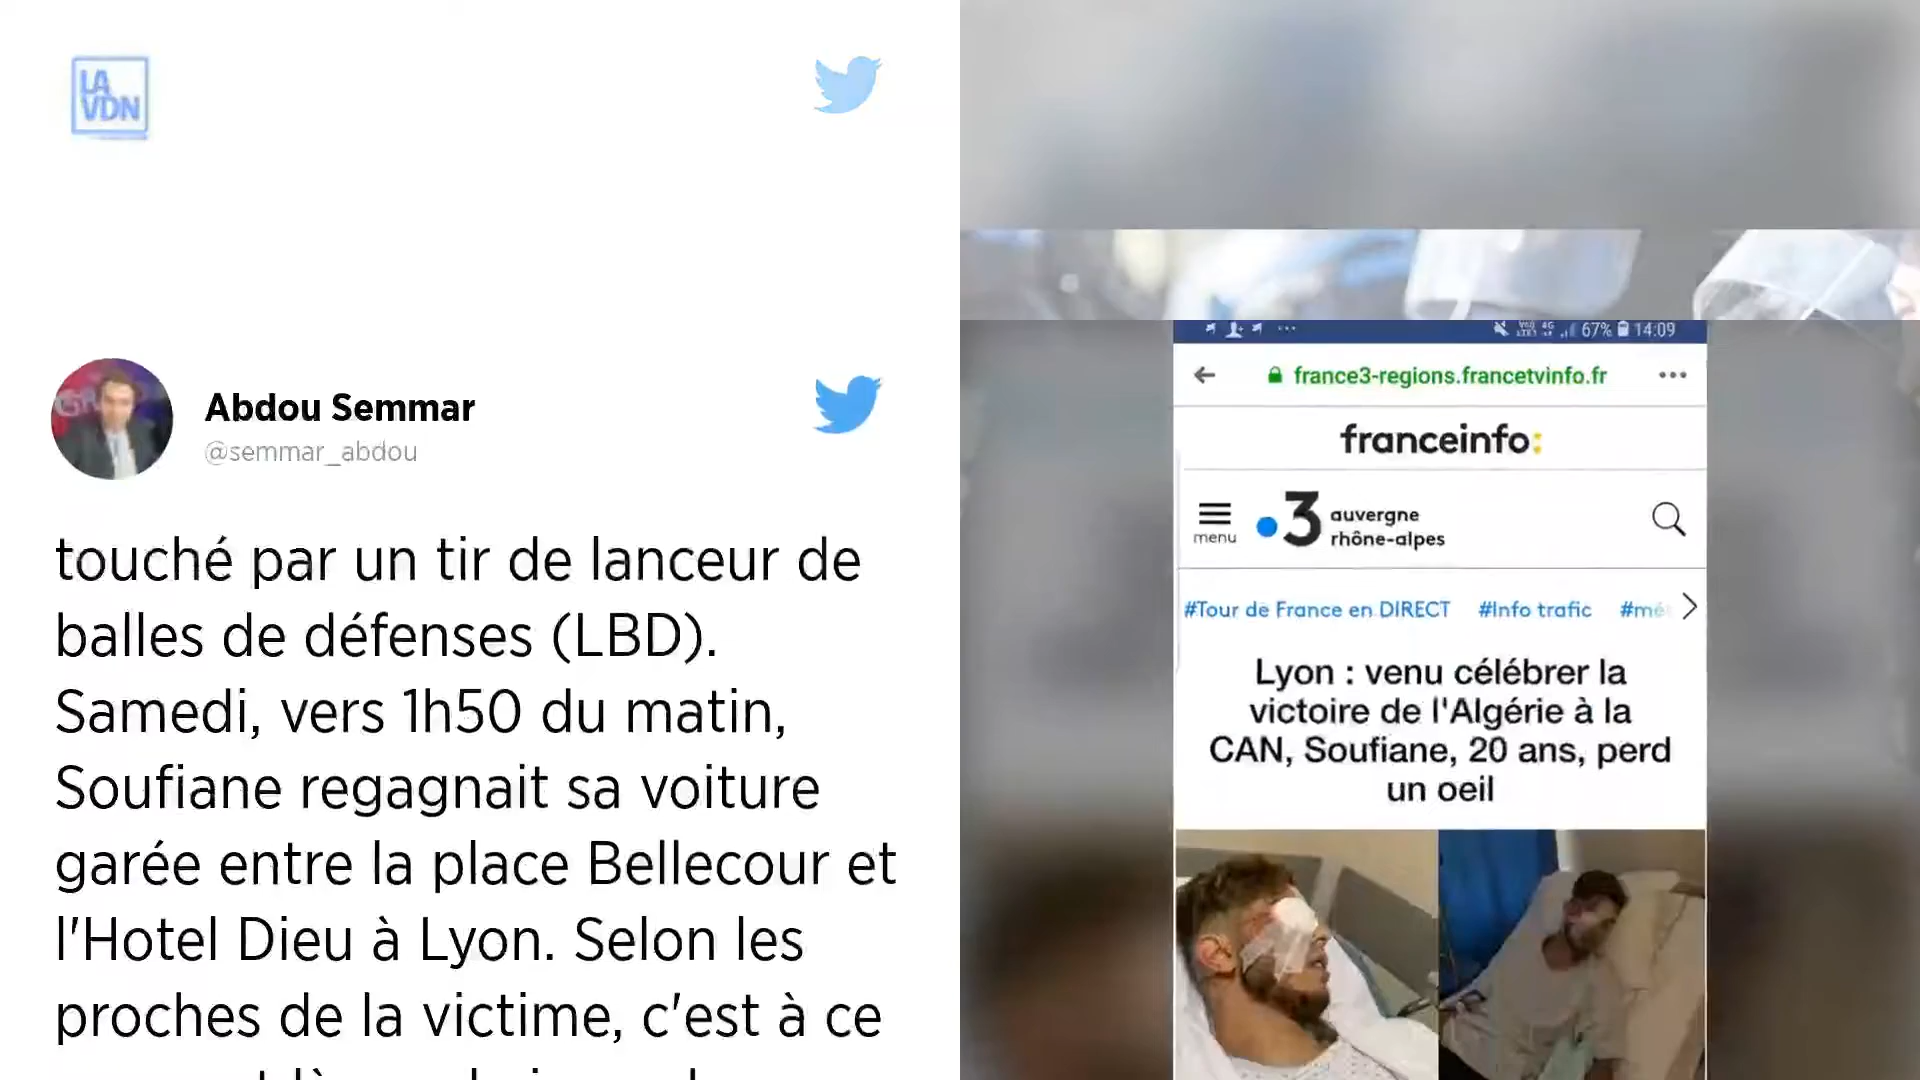 LA
VDN
Abdou Semmar
@semmar_abdou
touché par un tir de lanceur de
balles de défenses (LBD).
Samedi, vers 1h50 du matin,
Soufiane regagnait sa voiture
garée entre la place Bellecour et
l'Hotel Dieu à Lyon. Selon les
proches de la victime, c'est à ce
67% 14:09
france3-regions.francetvinfo.fr
franceinfo:
menu
3 auvergne
rhône-alpes
#Tour de France en DIRECT #Info trafic #mé
Lyon : venu célébrer la
victoire de l'Algérie à la
CAN, Soufiane, 20 ans, perd
un oeil